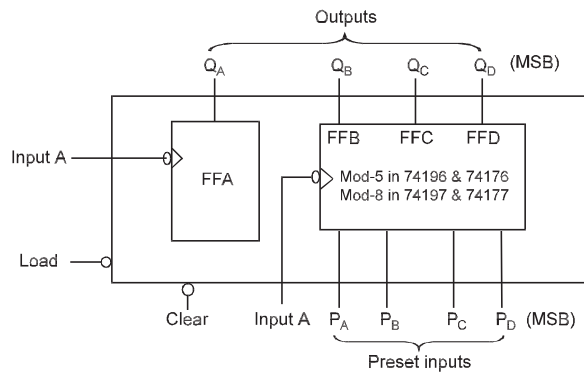 Outputs
Q_A Q_B Q_C Q_D (MSB)
FFB FFC FFD
Input A
FFA
Mod-5 in 74196 & 74176
Mod-8 in 74197 & 74177
Load
Clear Input A P_A P_B P_C P_D (MSB)
Preset inputs